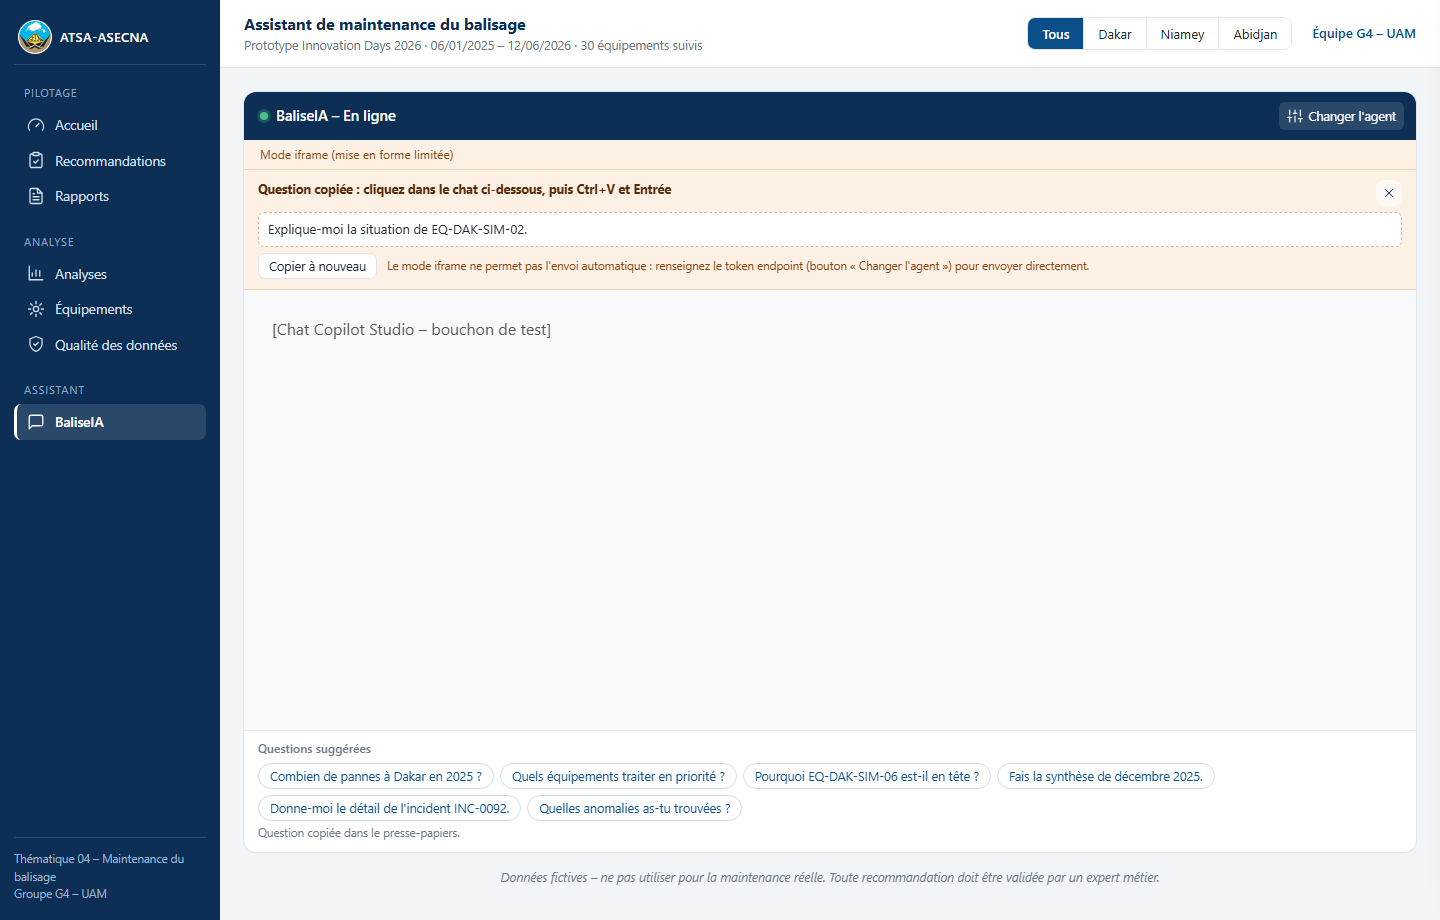 ATSA-ASECNA
PILOTAGE
Accueil
Recommandations
Rapports
ANALYSE
Analyses
Équipements
Qualité des données
ASSISTANT
BaliseIA
Thématique 04 – Maintenance du
balisage
Groupe G4 – UAM
Assistant de maintenance du balisage
Prototype Innovation Days 2026 · 06/01/2025 – 12/06/2026 · 30 équipements suivis
Tous
Dakar
Niamey
Abidjan
Équipe G4 – UAM
BaliseIA – En ligne
Changer l'agent
Mode iframe (mise en forme limitée)
Question copiée : cliquez dans le chat ci-dessous, puis Ctrl+V et Entrée
Explique-moi la situation de EQ-DAK-SIM-02.
Copier à nouveau
Le mode iframe ne permet pas l'envoi automatique : renseignez le token endpoint (bouton « Changer l'agent ») pour envoyer directement.
[Chat Copilot Studio – bouchon de test]
Questions suggérées
Combien de pannes à Dakar en 2025 ?
Quels équipements traiter en priorité ?
Pourquoi EQ-DAK-SIM-06 est-il en tête ?
Fais la synthèse de décembre 2025.
Donne-moi le détail de l'incident INC-0092.
Quelles anomalies as-tu trouvées ?
Question copiée dans le presse-papiers.
Données fictives – ne pas utiliser pour la maintenance réelle. Toute recommandation doit être validée par un expert métier.